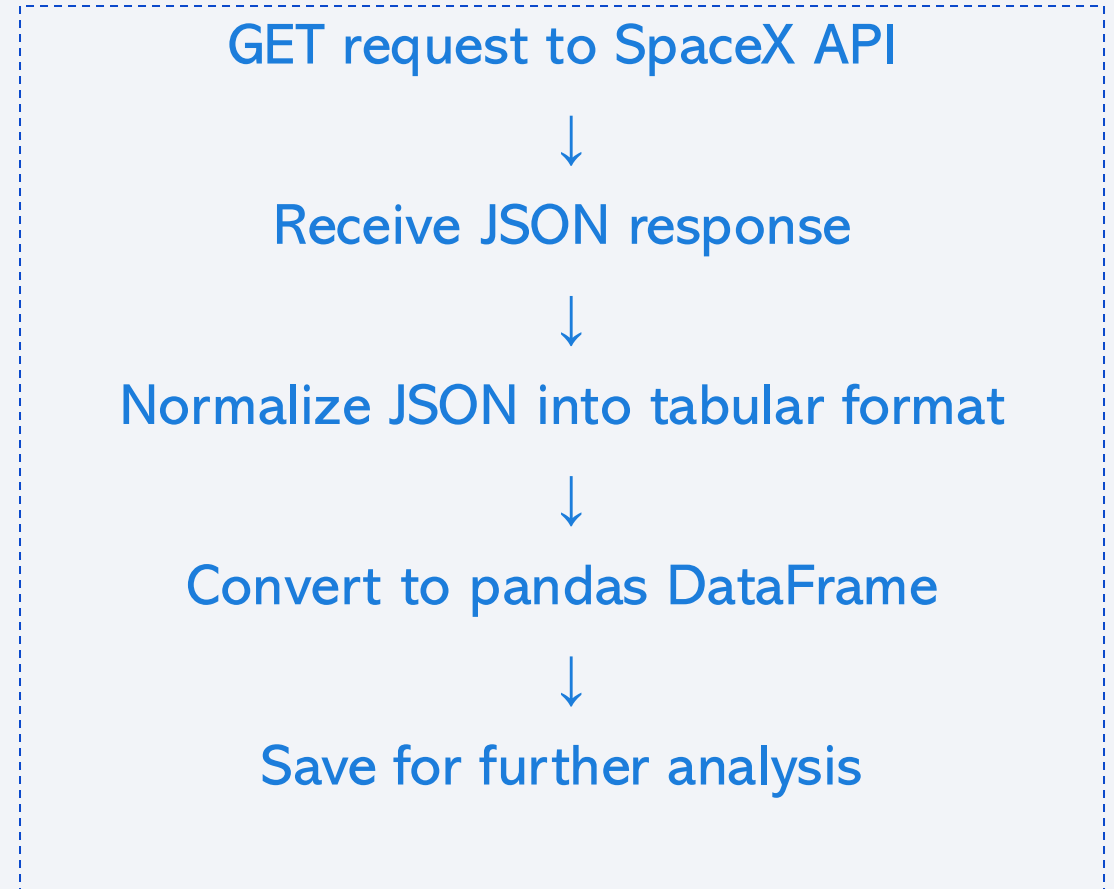 GET request to SpaceX API
↓
Receive JSON response
↓
Normalize JSON into tabular format
↓
Convert to pandas DataFrame
↓
Save for further analysis